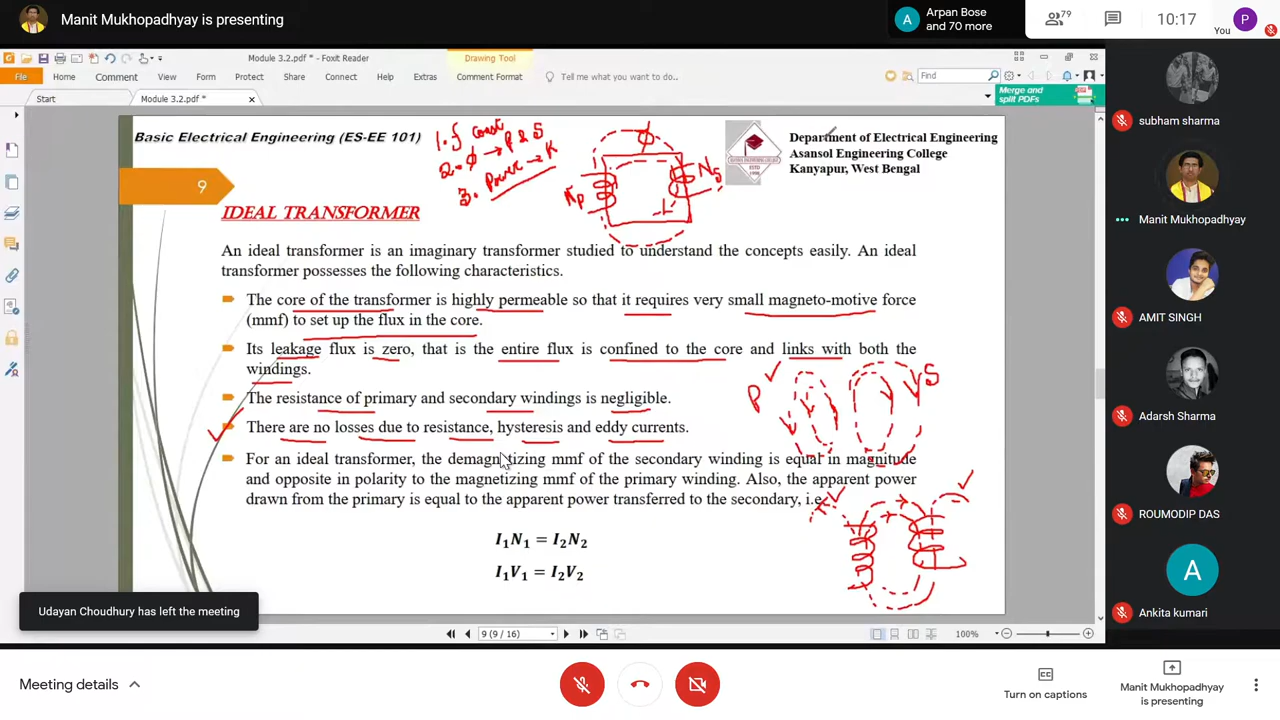 Manit Mukhopadhyay is presenting
Arpan Bose
and 70 more
79
10:17
You
P
A
Module 3.2.pdf * - Foxit Reader
Drawing Tool
File
Home
Comment
View
Form
Protect
Share
Connect
Help
Extras
Comment Format
Tell me what you want to do..
Find
Start
Module 3.2.pdf *
Merge and
split PDFs
Basic Electrical Engineering (ES-EE 101)
1. f const
2. Φ → P & S
3. Power → K
Φ
NP
NS
Department of Electrical Engineering
Asansol Engineering College
Kanyapur, West Bengal
9
IDEAL TRANSFORMER
An ideal transformer is an imaginary transformer studied to understand the concepts easily. An ideal
transformer possesses the following characteristics.
The core of the transformer is highly permeable so that it requires very small magneto-motive force
(mmf) to set up the flux in the core.
Its leakage flux is zero, that is the entire flux is confined to the core and links with both the
windings.
The resistance of primary and secondary windings is negligible.
There are no losses due to resistance, hysteresis and eddy currents.
For an ideal transformer, the demagnetizing mmf of the secondary winding is equal in magnitude
and opposite in polarity to the magnetizing mmf of the primary winding. Also, the apparent power
drawn from the primary is equal to the apparent power transferred to the secondary, i.e.
I₁N₁ = I₂N₂
I₁V₁ = I₂V₂
P
S
9 (9 / 16)
100%
subham sharma
Manit Mukhopadhyay
AMIT SINGH
Adarsh Sharma
ROUMODIP DAS
A
Ankita kumari
Udayan Choudhury has left the meeting
Meeting details
Turn on captions
Manit Mukhopadhyay
is presenting